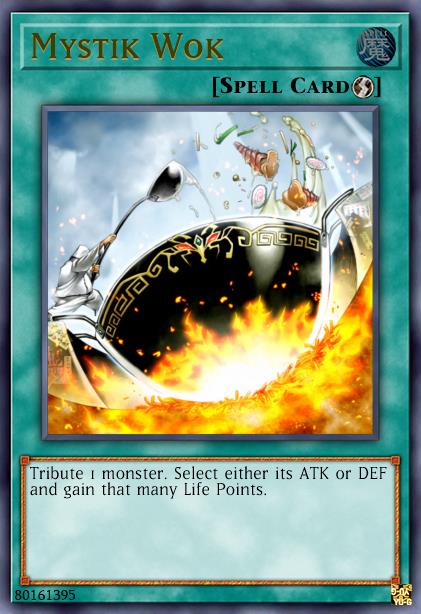 Mystik Wok
[Spell Card]
Tribute 1 monster. Select either its ATK or DEF
and gain that many Life Points.
80161395